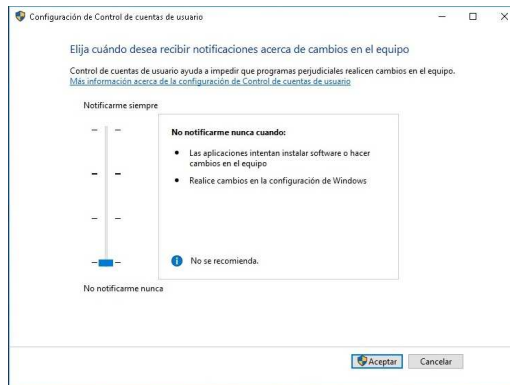 Configuración de Control de cuentas de usuario
Elija cuándo desea recibir notificaciones acerca de cambios en el equipo
Control de cuentas de usuario ayuda a impedir que programas perjudiciales realicen cambios en el equipo.
Más información acerca de la configuración de Control de cuentas de usuario
Notificarme siempre
No notificarme nunca cuando:
Las aplicaciones intentan instalar software o hacer
cambios en el equipo
Realice cambios en la configuración de Windows
No se recomienda.
No notificarme nunca
Aceptar
Cancelar